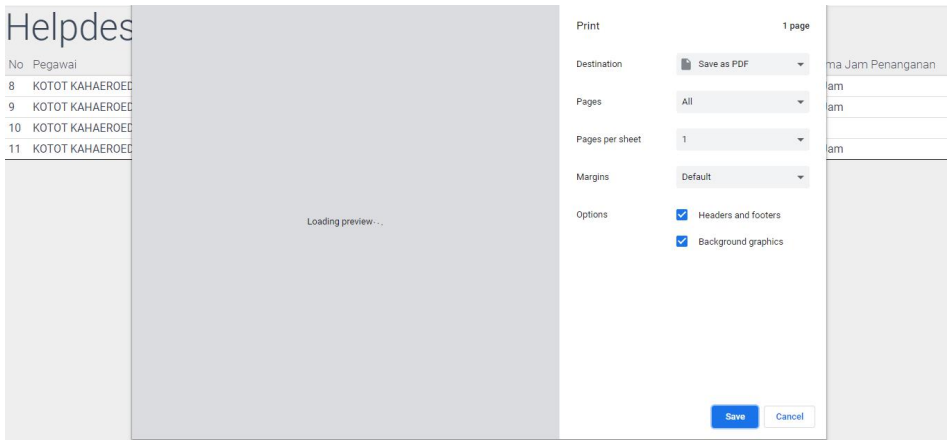 Helpdes
Print 1 page
No Pegawai ma Jam Penanganan
Destination Save as PDF
8 KOTOT KAHAEROED Jam
Pages All
9 KOTOT KAHAEROED Jam
10 KOTOT KAHAEROED
Pages per sheet 1
11 KOTOT KAHAEROED Jam
Margins Default
Options Headers and footers
Loading preview
Background graphics
Save Cancel